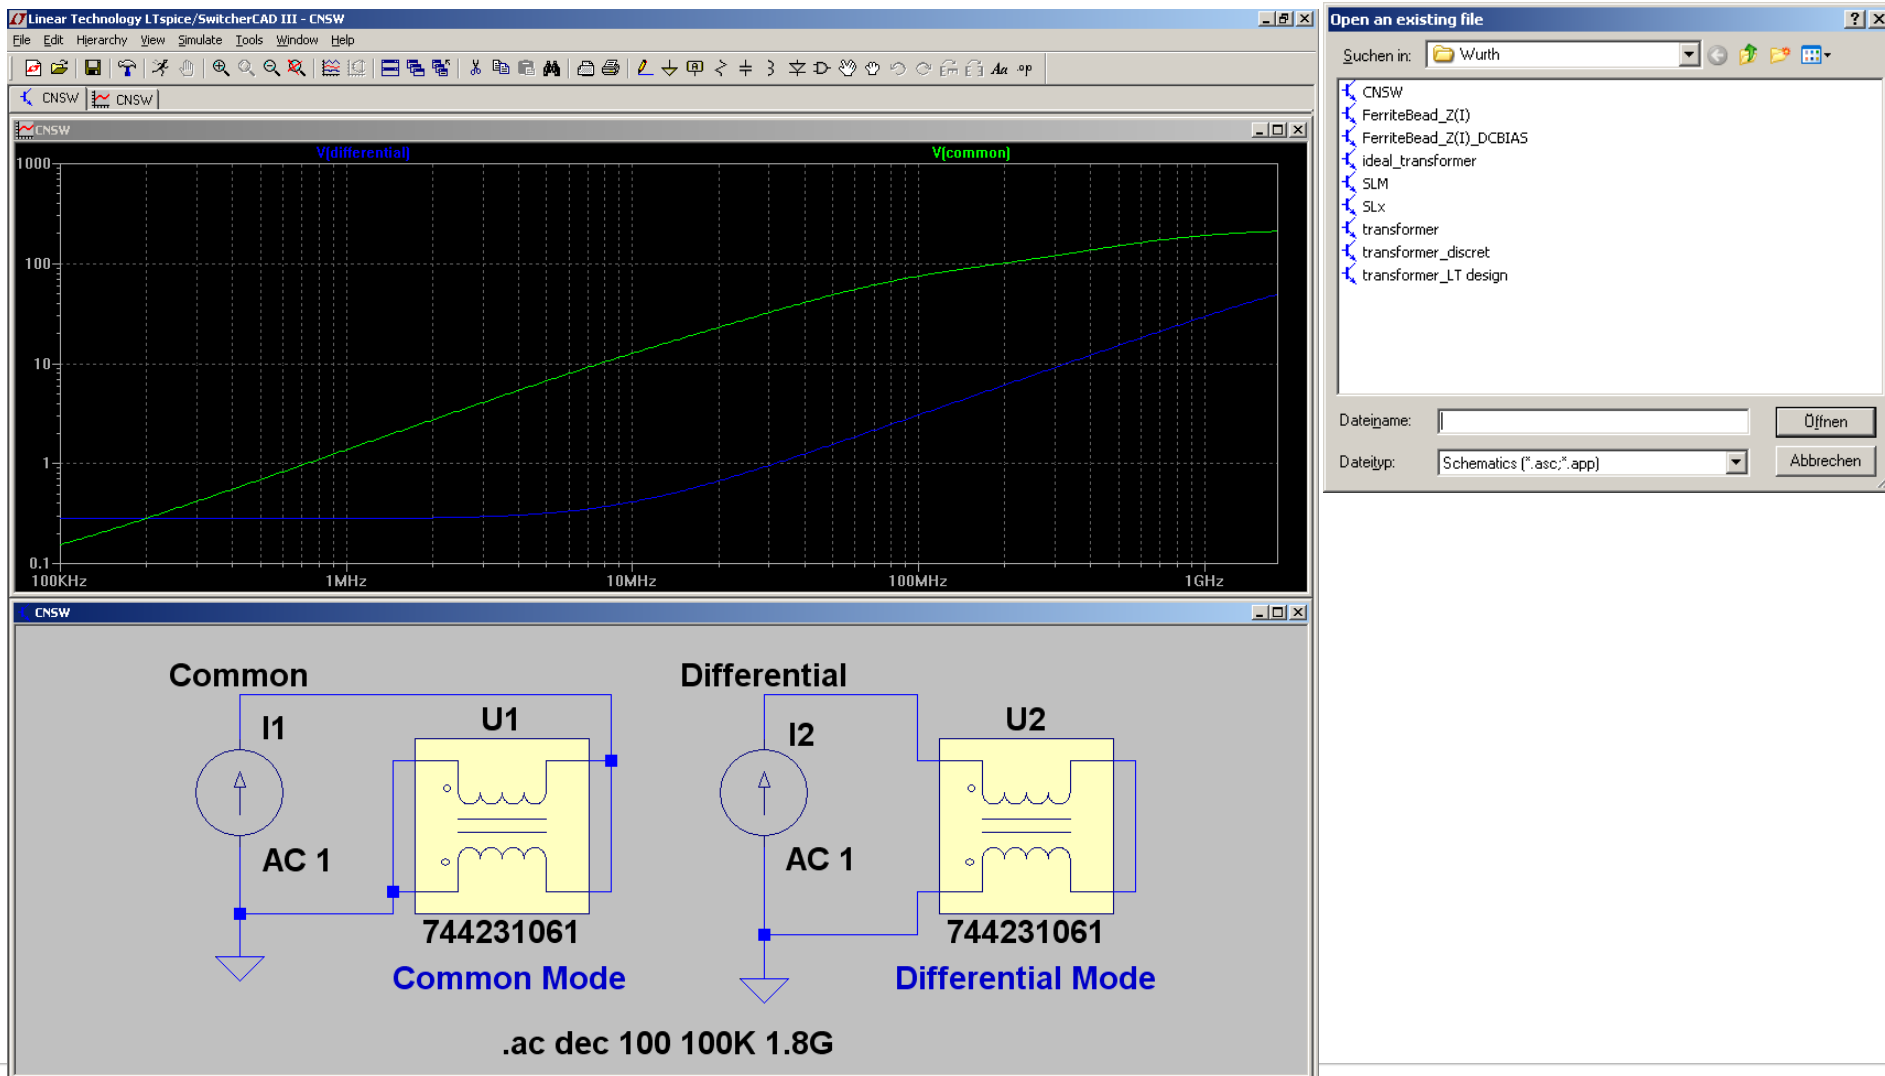 Linear Technology LTspice/SwitcherCAD III - CNSW
File Edit Hierarchy View Simulate Tools Window Help
Aa .op
CNSW CNSW
CNSW
V(differential) V(common)
1000
100
10
1
0.1
100KHz 1MHz 10MHz 100MHz 1GHz
CNSW
Common
I1
AC 1
U1
744231061
Common Mode
Differential
I2
AC 1
U2
744231061
Differential Mode
.ac dec 100 100K 1.8G
Open an existing file
Suchen in: Wurth
CNSW
FerriteBead_Z(I)
FerriteBead_Z(I)_DCBIAS
ideal_transformer
SLM
SLx
transformer
transformer_discret
transformer_LT design
Dateiname: Öffnen
Dateityp: Schematics (*.asc;*.app) Abbrechen